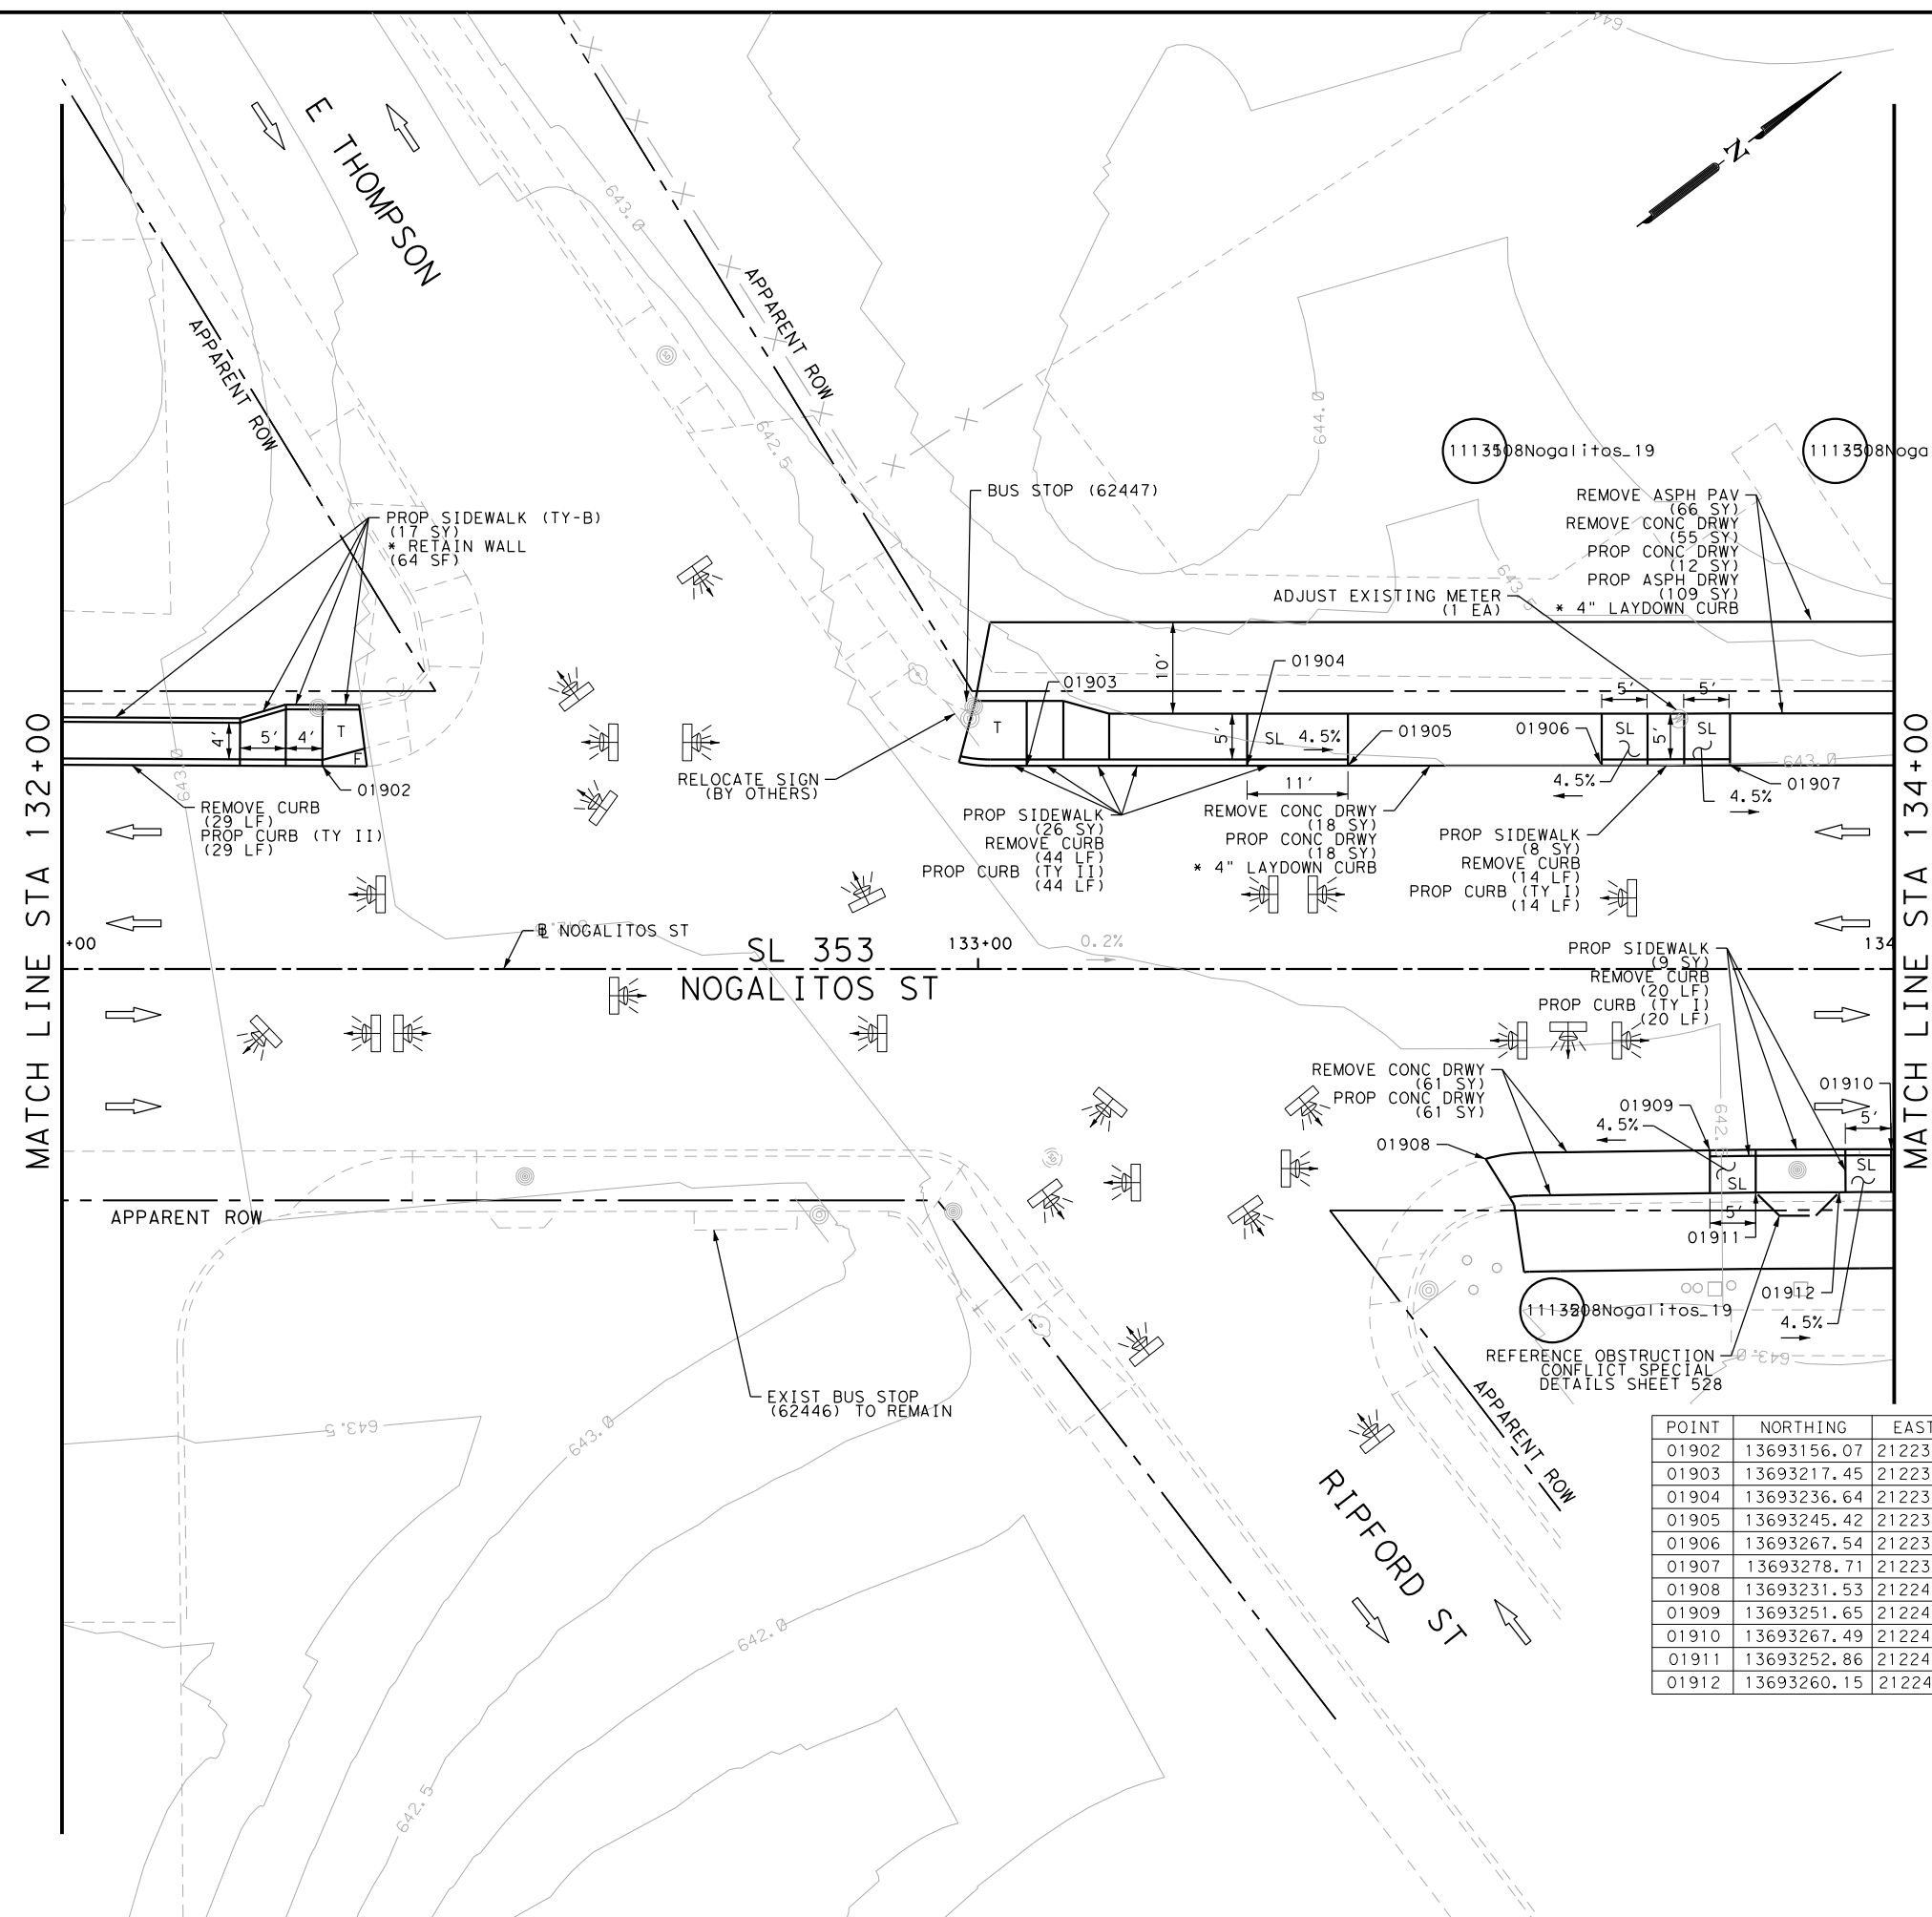 E THOMPSON
N
APPARENT ROW
APPARENT ROW
644
643.0
642.5
644.0
643.5
111350
08Nogalitos_19
111350
08Noga
BUS STOP (62447)
PROP SIDEWALK (TY-B)
(17 SY)
* RETAIN WALL
(64 SF)
REMOVE ASPH PAV
(66 SY)
REMOVE CONC DRWY
(55 SY)
PROP CONC DRWY
(12 SY)
PROP ASPH DRWY
(109 SY)
* 4" LAYDOWN CURB
ADJUST EXISTING METER
(1 EA)
10'
01904
01903
5'
5'
4'
5'
4'
T
F
T
5'
SL
4.5%
01905
01906
SL
5'
SL
643.0
643.0
01902
RELOCATE SIGN
(BY OTHERS)
11'
4.5%
4.5%
01907
REMOVE CURB
(29 LF)
PROP CURB (TY II)
(29 LF)
PROP SIDEWALK
(26 SY)
REMOVE CURB
(44 LF)
PROP CURB (TY II)
(44 LF)
REMOVE CONC DRWY
(18 SY)
PROP CONC DRWY
(18 SY)
* 4" LAYDOWN CURB
PROP SIDEWALK
(8 SY)
REMOVE CURB
(14 LF)
PROP CURB (TY I)
(14 LF)
MATCH LINE STA 132+00
MATCH LINE STA 134+00
+00
NOGALITOS ST
SL 353
133+00
0.2%
134
NOGALITOS ST
PROP SIDEWALK
(9 SY)
REMOVE CURB
(20 LF)
PROP CURB (TY I)
(20 LF)
REMOVE CONC DRWY
(61 SY)
PROP CONC DRWY
(61 SY)
01910
01909
4.5%
5'
01908
SL
SL
5'
01911
01912
4.5%
APPARENT ROW
08Nogalitos_19
REFERENCE OBSTRUCTION
CONFLICT SPECIAL
DETAILS SHEET 528
643.0
EXIST BUS STOP
(62446) TO REMAIN
643.5
643.0
642.0
642.5
APPARENT ROW
RIPFORD ST
POINT NORTHING EAST
01902 13693156.07 21223
01903 13693217.45 21223
01904 13693236.64 21223
01905 13693245.42 21223
01906 13693267.54 21223
01907 13693278.71 21223
01908 13693231.53 21224
01909 13693251.65 21224
01910 13693267.49 21224
01911 13693252.86 21224
01912 13693260.15 21224